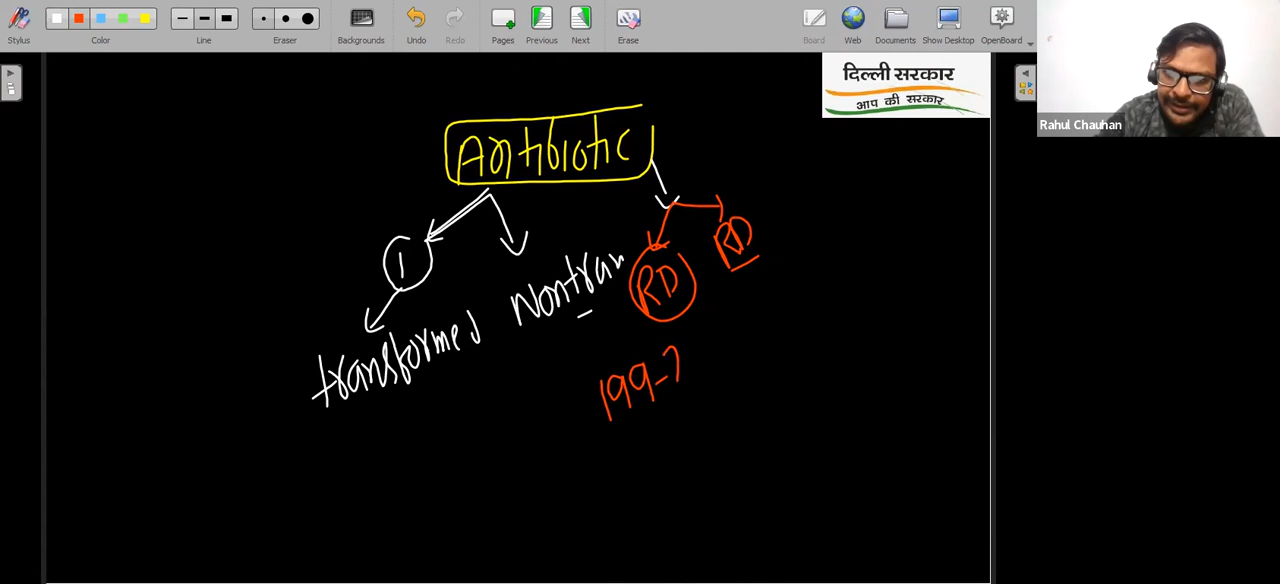 Stylus
Color
Line
Eraser
Backgrounds
Undo
Redo
Pages
Previous
Next
Erase
Board
Web
Documents
Show Desktop
OpenBoard
Rahul Chauhan
दिल्ली सरकार
आप की सरकार
Antibiotic
1
RD
RD
transformed
Nontran
199-